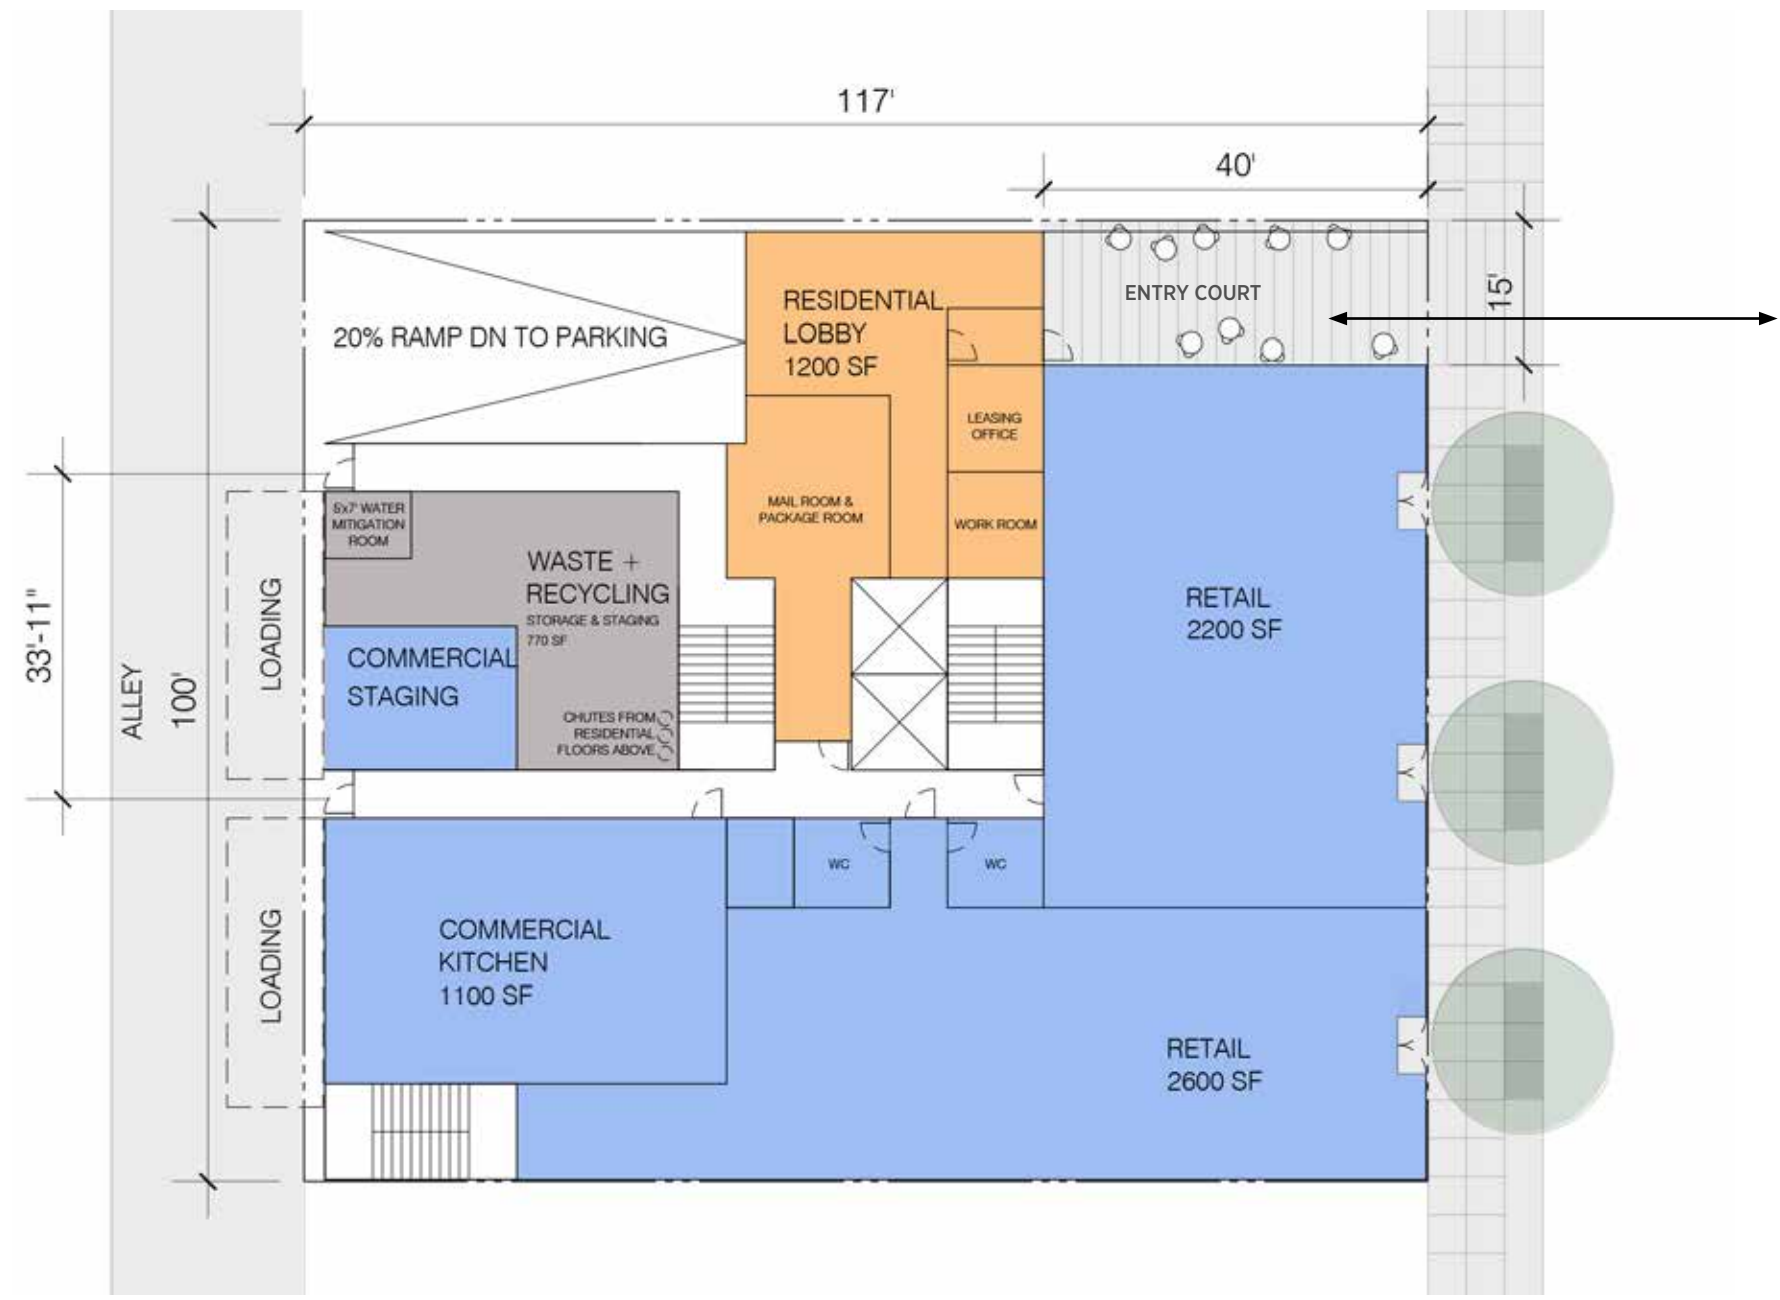 117'
40'
15'
ENTRY COURT
RESIDENTIAL
LOBBY
1200 SF
20% RAMP DN TO PARKING
LEASING
OFFICE
MAIL ROOM &
PACKAGE ROOM
WORK ROOM
5x7' WATER
MITIGATION
ROOM
WASTE +
RECYCLING
STORAGE & STAGING
770 SF
LOADING
33'-11"
ALLEY
100'
COMMERCIAL
STAGING
CHUTES FROM
RESIDENTIAL
FLOORS ABOVE
RETAIL
2200 SF
WC
WC
LOADING
COMMERCIAL
KITCHEN
1100 SF
RETAIL
2600 SF